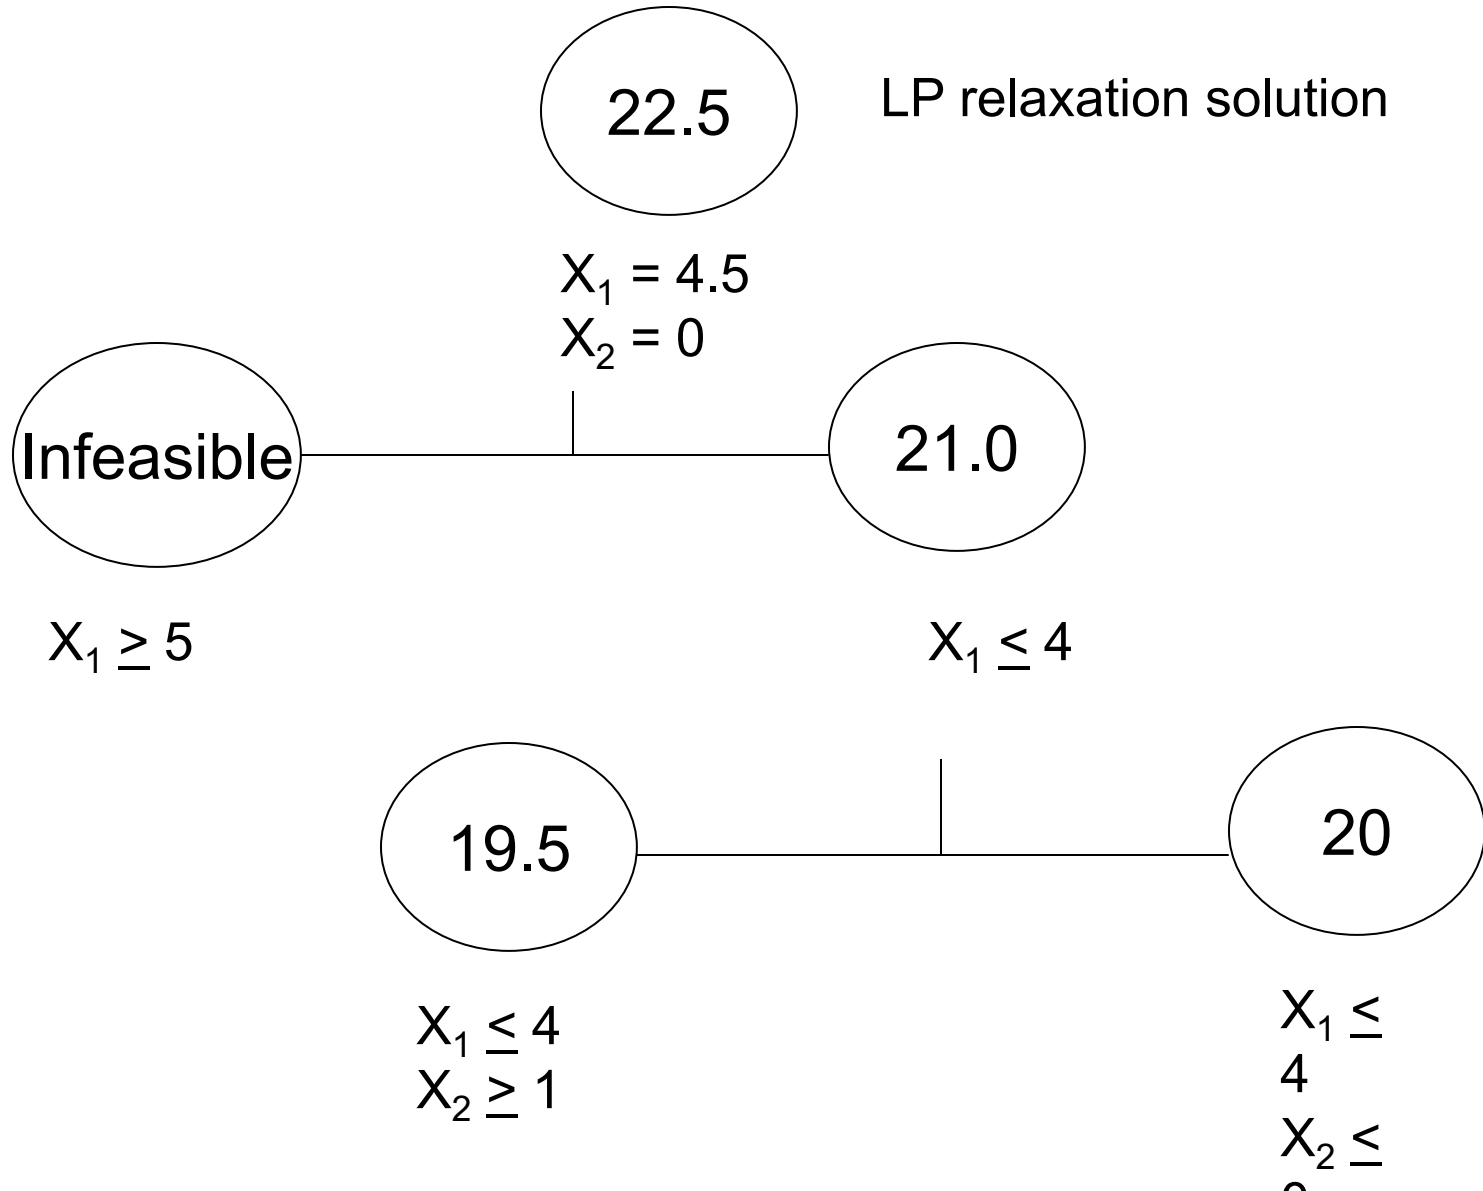 22.5
LP relaxation solution
X₁ = 4.5
X₂ = 0
Infeasible
21.0
X₁ ≥ 5
X₁ ≤ 4
19.5
20
X₁ ≤ 4
X₂ ≥ 1
X₁ ≤
4
X₂ ≤